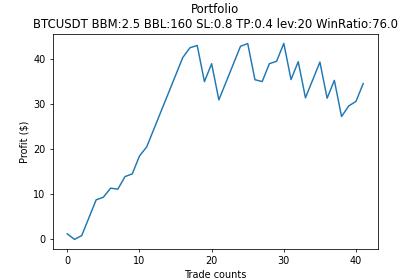 Portfolio
BTCUSDT BBM:2.5 BBL:160 SL:0.8 TP:0.4 lev:20 WinRatio:76.0
Profit ($)
40
30
20
10
0
0 10 20 30 40
Trade counts